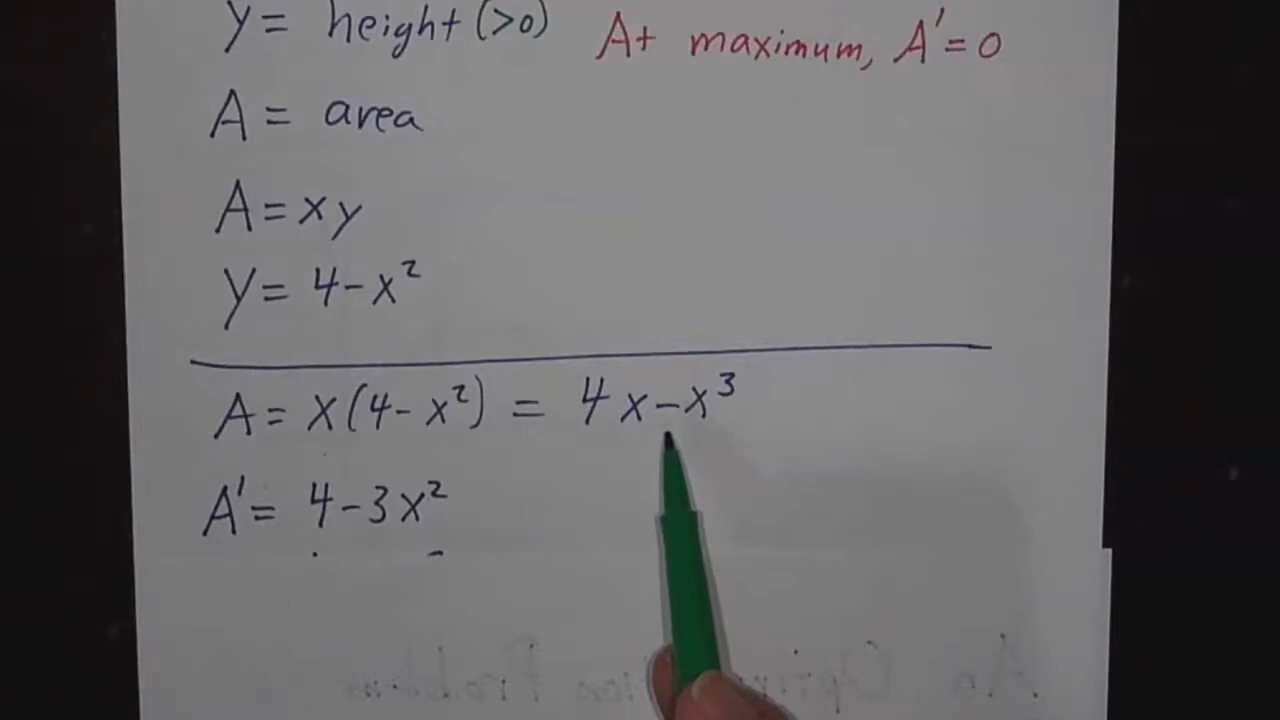 y = height (>0) At maximum, A' = 0
A = area
A = xy
y = 4 - x²
A = x(4 - x²) = 4x - x³
A' = 4 - 3x²